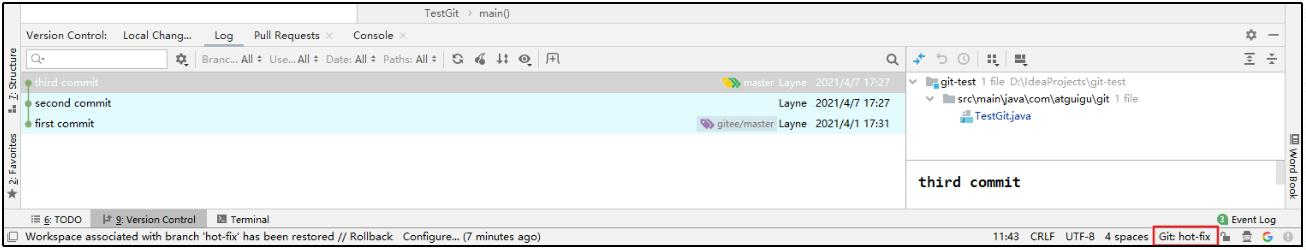 TestGit › main()
Version Control: Local Chang... Log Pull Requests × Console ×
Branc... All Use... All Date: All Paths: All
third commit master Layne 2021/4/7 17:27
second commit Layne 2021/4/7 17:27
first commit gitee/master Layne 2021/4/1 17:31
git-test 1 file D:\IdeaProjects\git-test
src\main\java\com\atguigu\git 1 file
TestGit.java
third commit
Z: Structure
2: Favorites
Word Book
6: TODO 9: Version Control Terminal 3 Event Log
Workspace associated with branch 'hot-fix' has been restored // Rollback Configure... (7 minutes ago) 11:43 CRLF UTF-8 4 spaces Git: hot-fix